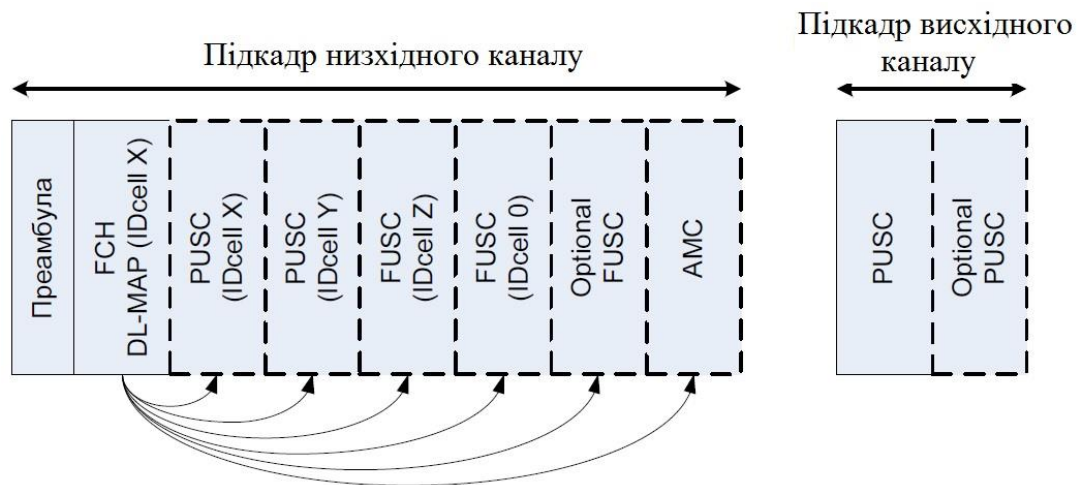 Підкадр низхідного каналу
Підкадр висхідного
каналу
Преамбула
FCH
DL-MAP (IDcell X)
PUSC
(IDcell X)
PUSC
(IDcell Y)
FUSC
(IDcell Z)
FUSC
(IDcell 0)
Optional
FUSC
AMC
PUSC
Optional
PUSC